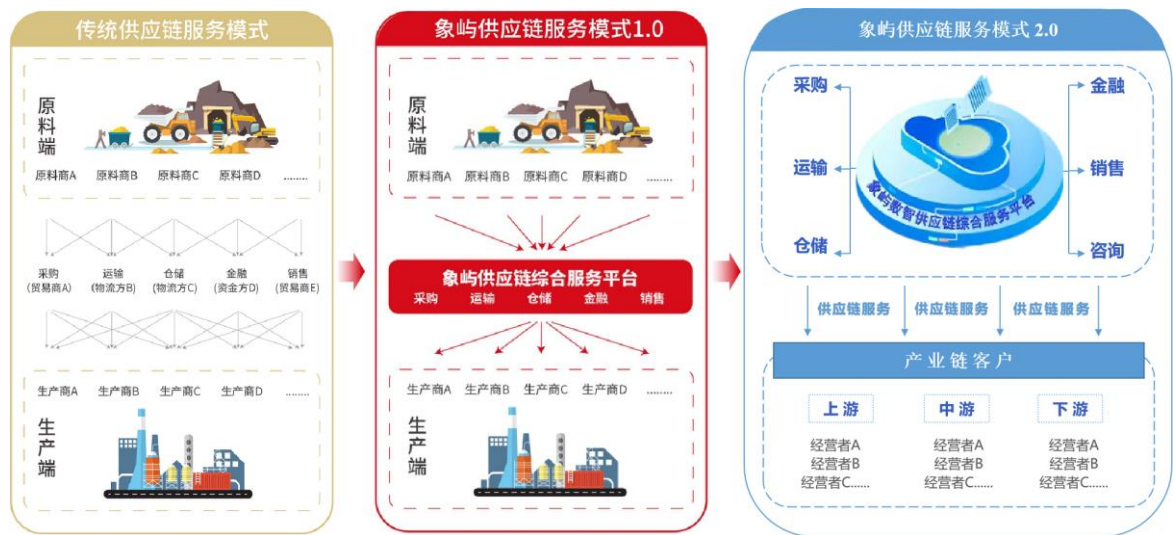 传统供应链服务模式
原料端
原料商A 原料商B 原料商C 原料商D ........
采购 运输 仓储 金融 销售
(贸易商A) (物流方B) (物流方C) (资金方D) (贸易商E)
生产商A 生产商B 生产商C 生产商D ........
生产端
象屿供应链服务模式1.0
原料端
原料商A 原料商B 原料商C 原料商D ........
象屿供应链综合服务平台
采购 运输 仓储 金融 销售
生产商A 生产商B 生产商C 生产商D ........
生产端
象屿供应链服务模式 2.0
采购 金融
运输 销售
仓储 咨询
象屿数智供应链综合服务平台
供应链服务 供应链服务 供应链服务
产业链客户
上游 中游 下游
经营者A 经营者A 经营者A
经营者B 经营者B 经营者B
经营者C...... 经营者C...... 经营者C......